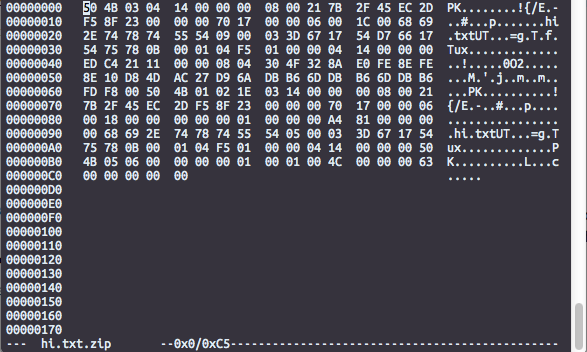 00000000 50 4B 03 04 14 00 00 00 08 00 21 7B 2F 45 EC 2D PK........!{/E.-
00000010 F5 8F 23 00 00 00 70 17 00 00 06 00 1C 00 68 69 ..#...p.......hi
00000020 2E 74 78 74 55 54 09 00 03 3D 67 17 54 D7 66 17 .txtUT...=g.T.f.
00000030 54 75 78 0B 00 01 04 F5 01 00 00 04 14 00 00 00 Tux.............
00000040 ED C4 21 11 00 00 08 04 30 4F 32 8A E0 FE 8E FE ..!.....0O2.....
00000050 8E 10 D8 4D AC 27 D9 6A DB B6 6D DB B6 6D DB B6 ...M.'.j..m..m..
00000060 FD F8 00 50 4B 01 02 1E 03 14 00 00 00 08 00 21 ...PK..........!
00000070 7B 2F 45 EC 2D F5 8F 23 00 00 00 70 17 00 00 06 {/E.-..#...p....
00000080 00 18 00 00 00 00 00 01 00 00 00 A4 81 00 00 00 ................
00000090 00 68 69 2E 74 78 74 55 54 05 00 03 3D 67 17 54 .hi.txtUT...=g.T
000000A0 75 78 0B 00 01 04 F5 01 00 00 04 14 00 00 00 50 ux.............P
000000B0 4B 05 06 00 00 00 00 01 00 01 00 4C 00 00 00 63 K..........L...c
000000C0 00 00 00 00 00 .....
000000D0
000000E0
000000F0
00000100
00000110
00000120
00000130
00000140
00000150
00000160
00000170
--- hi.txt.zip --0x0/0xC5-----------------------------------------------